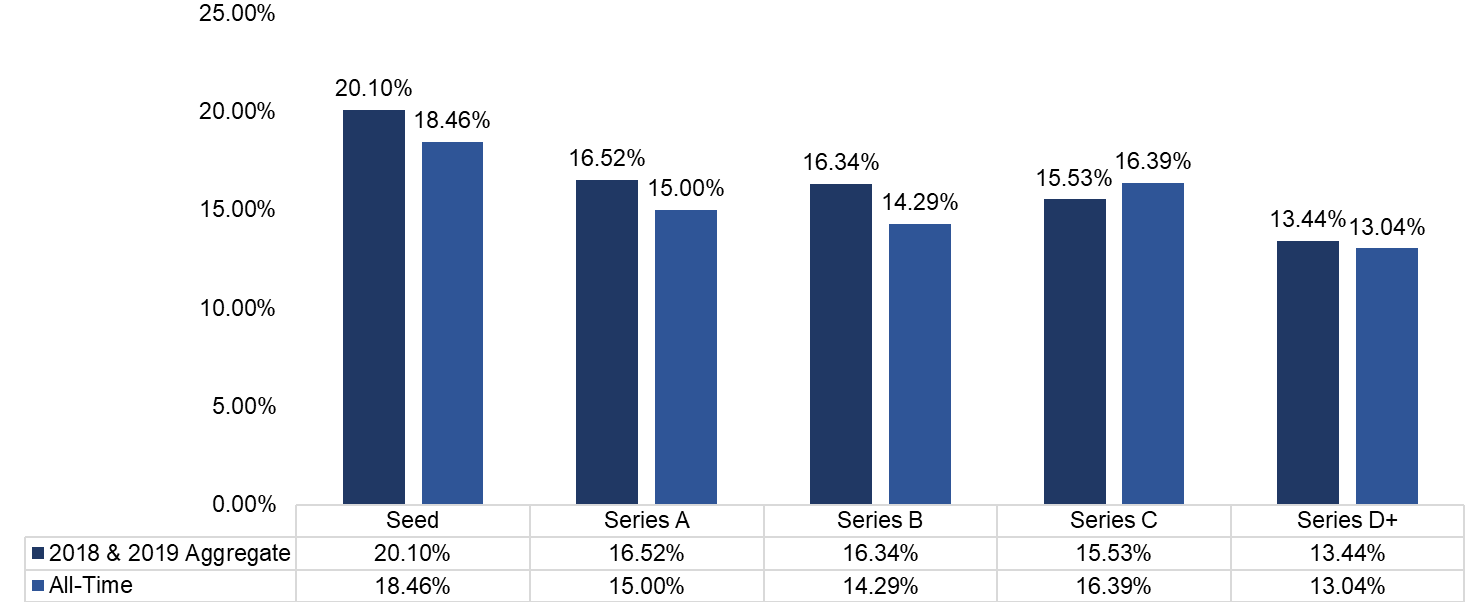 25.00%
20.00%
15.00%
10.00%
5.00%
0.00%
20.10% 18.46% 16.52% 15.00% 16.34% 14.29% 15.53% 16.39% 13.44% 13.04%
Seed Series A Series B Series C Series D+
2018 & 2019 Aggregate 20.10% 16.52% 16.34% 15.53% 13.44%
All-Time 18.46% 15.00% 14.29% 16.39% 13.04%